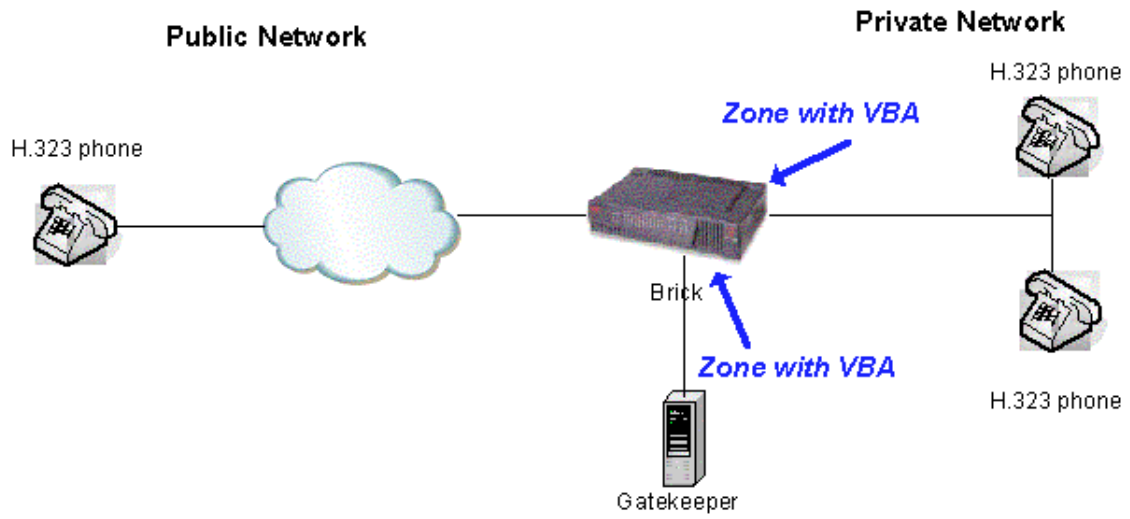 Public Network
Private Network
H.323 phone
Zone with VBA
H.323 phone
Brick
Zone with VBA
H.323 phone
Gatekeeper